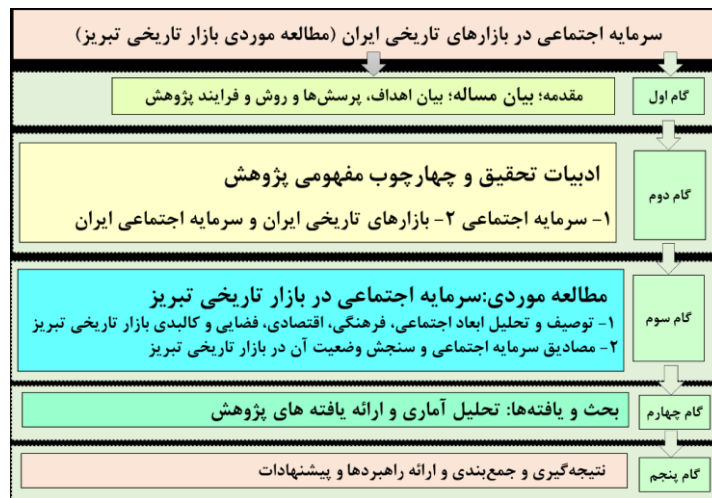 سرمایه اجتماعی در بازارهای تاریخی ایران (مطالعه موردی بازار تاریخی تبریز)
گام اول
مقدمه؛ بیان مساله؛ بیان اهداف، پرسش‌ها و روش و فرایند پژوهش
گام دوم
ادبیات تحقیق و چهارچوب مفهومی پژوهش
۱- سرمایه اجتماعی ۲- بازارهای تاریخی ایران و سرمایه اجتماعی ایران
گام سوم
مطالعه موردی:سرمایه اجتماعی در بازار تاریخی تبریز
۱- توصیف و تحلیل ابعاد اجتماعی، فرهنگی، اقتصادی، فضایی و کالبدی بازار تاریخی تبریز
۲- مصادیق سرمایه اجتماعی و سنجش وضعیت آن در بازار تاریخی تبریز
گام چهارم
بحث و یافته‌ها: تحلیل آماری و ارائه یافته های پژوهش
گام پنجم
نتیجه‌گیری و جمع‌بندی و ارائه راهبردها و پیشنهادات